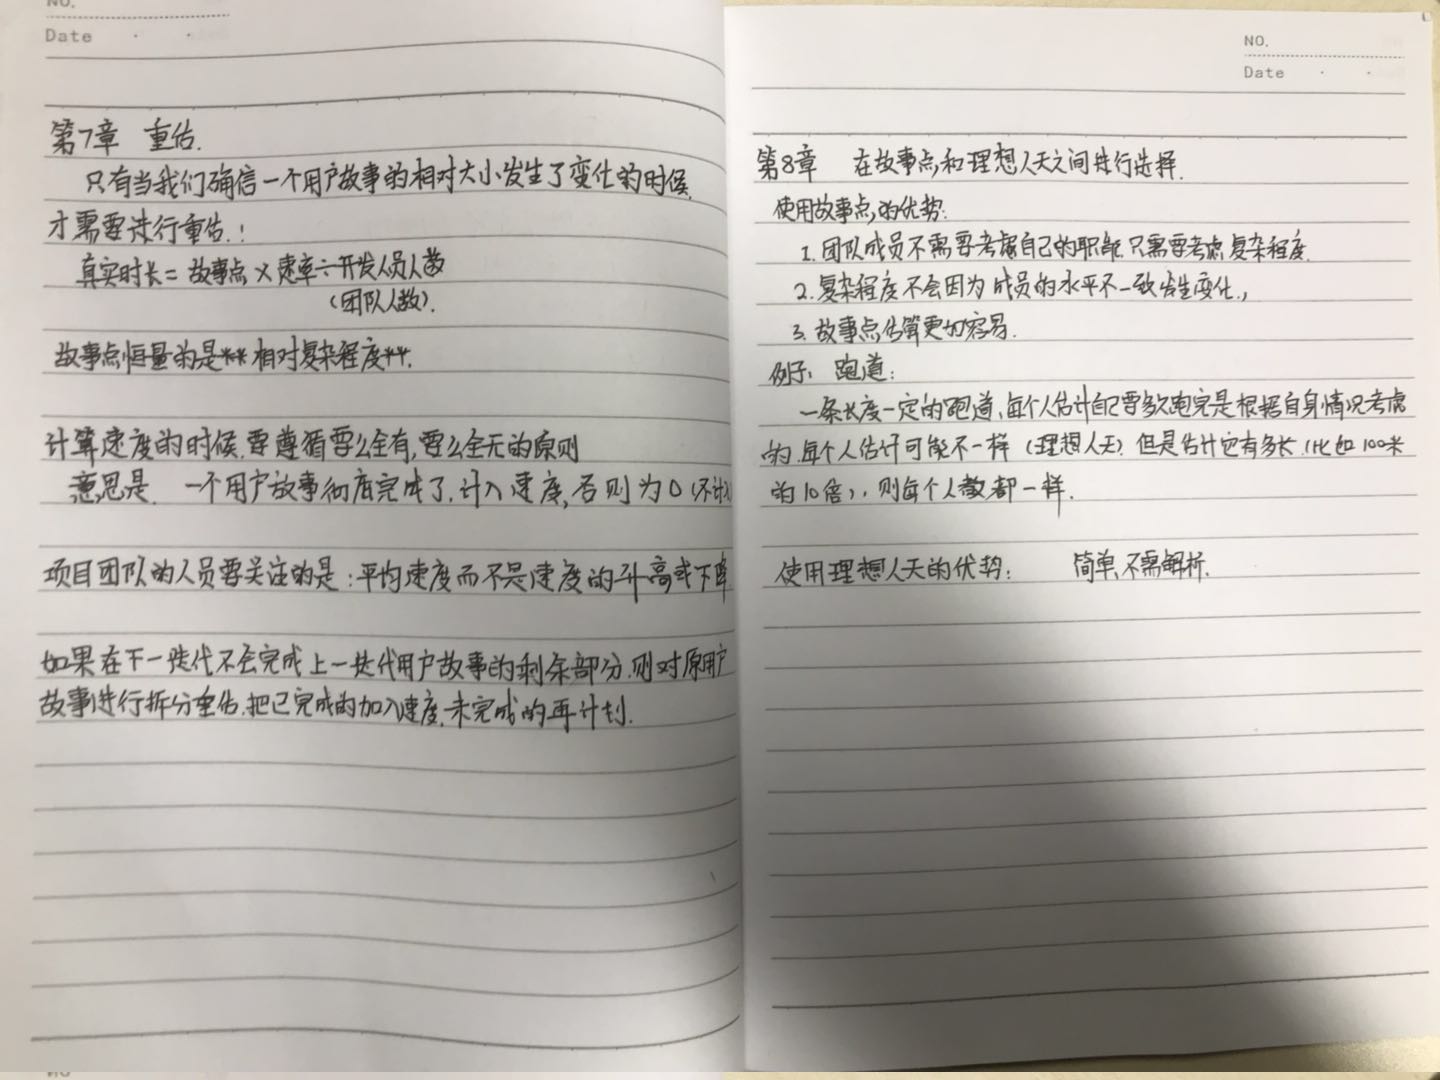 NO.
Date
第7章 重估.
只有当我们确信一个用户故事的相对大小发生了变化的时候,
才需要进行重估.!
真实时长=故事点×速率÷开发人员人数
(团队人数).
故事点恒量的是**相对复杂程度**.
计算速度的时候,要遵循要么全有,要么全无的原则
意思是. 一个用户故事彻底完成了,计入速度,否则为0(不计入)
项目团队的人员要关注的是:平均速度而不是速度的升高或下降
如果在下一迭代不会完成上一迭代用户故事的剩余部分,则对原用户
故事进行拆分重估,把已完成的加入速度,未完成的再计划.
NO.
NO.
Date
第8章 在故事点和理想人天之间进行选择.
使用故事点的优势:
1.团队成员不需要考虑自己的职能,只需要考虑复杂程度.
2.复杂程度不会因为成员的水平不一致发生变化.,
3.故事点估算更加容易.
例子:跑道:
一条长度一定的跑道,每个人估计自己要多久跑完是根据自身情况考虑
的,每个人估计可能不一样(理想人天).但是估计它有多长,(比如100米
的10倍),,则每个人都一样.
使用理想人天的优势: 简单,不需解析.